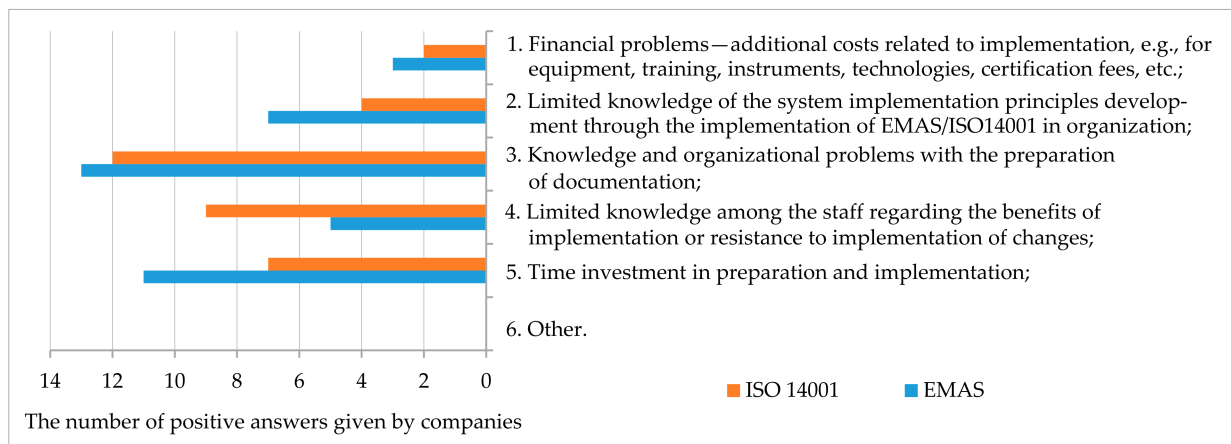 1. Financial problems—additional costs related to implementation, e.g., for
equipment, training, instruments, technologies, certification fees, etc.;
2. Limited knowledge of the system implementation principles develop-
ment through the implementation of EMAS/ISO14001 in organization;
3. Knowledge and organizational problems with the preparation
of documentation;
4. Limited knowledge among the staff regarding the benefits of
implementation or resistance to implementation of changes;
5. Time investment in preparation and implementation;
6. Other.
14 12 10 8 6 4 2 0
ISO 14001 EMAS
The number of positive answers given by companies